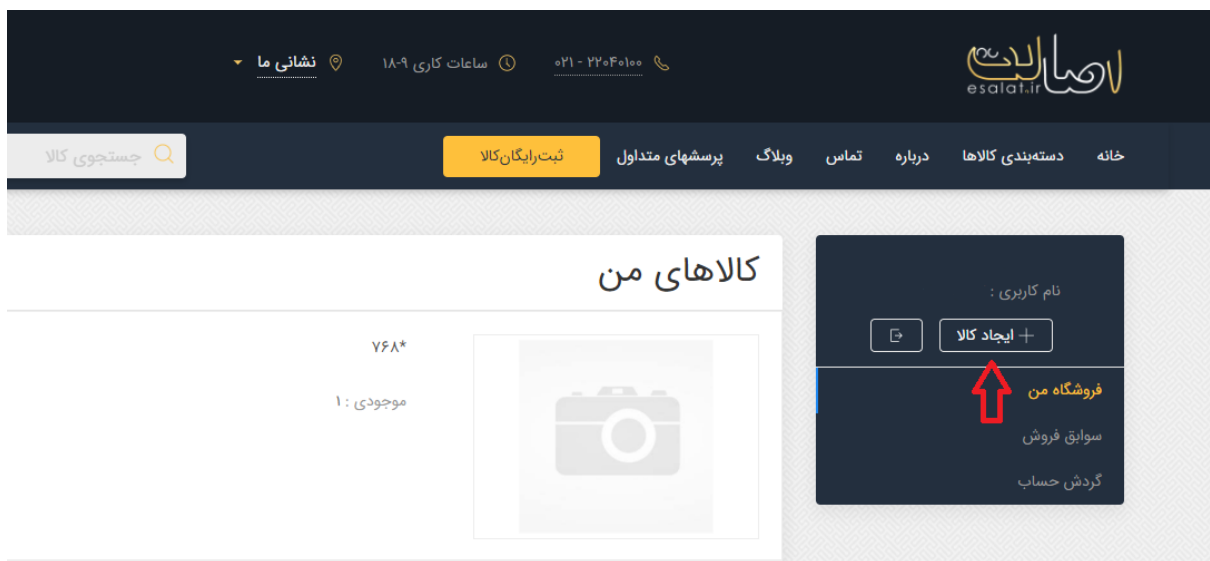 اصالت
esalat.ir
۰۲۱ - ۲۲۰۴۰۱۰۰
ساعات کاری ۹-۱۸
نشانی ما
خانه
دسته‌بندی کالاها
درباره
تماس
وبلاگ
پرسشهای متداول
ثبت‌رایگان‌کالا
جستجوی کالا
نام کاربری :
ایجاد کالا
فروشگاه من
سوابق فروش
گردش حساب
کالاهای من
۷۶۸*
موجودی : ۱